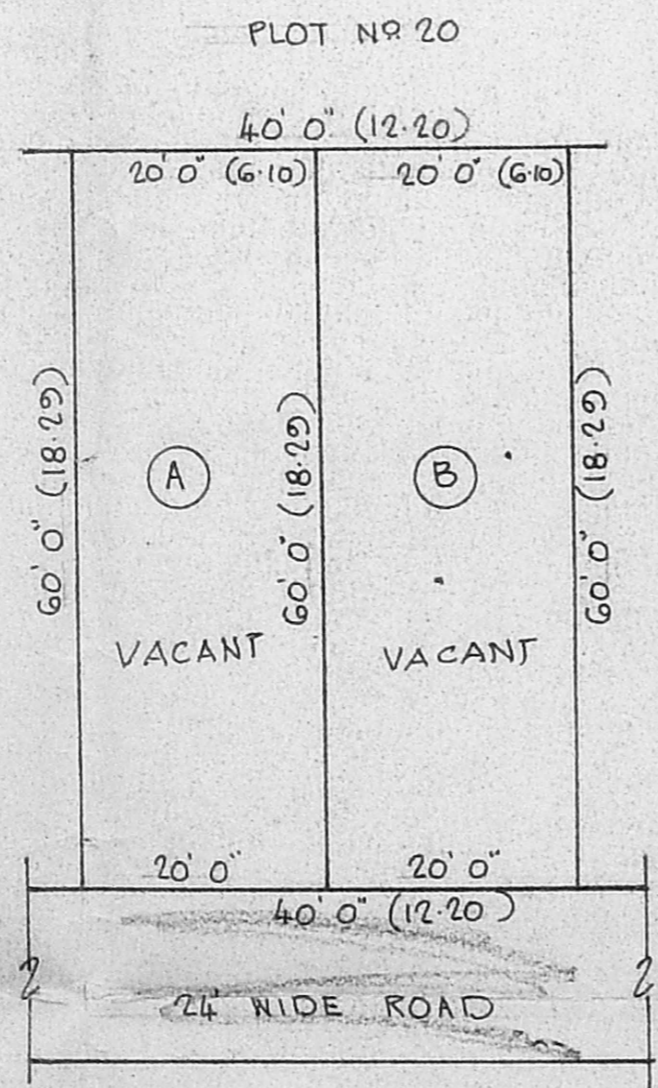 PLOT Nº 20
40' 0" (12.20)
20' 0" (6.10)
20' 0" (6.10)
60' 0" (18.29)
60' 0" (18.29)
60' 0" (18.29)
A
B
VACANT
VACANT
20' 0"
20' 0"
40' 0" (12.20)
24' WIDE ROAD